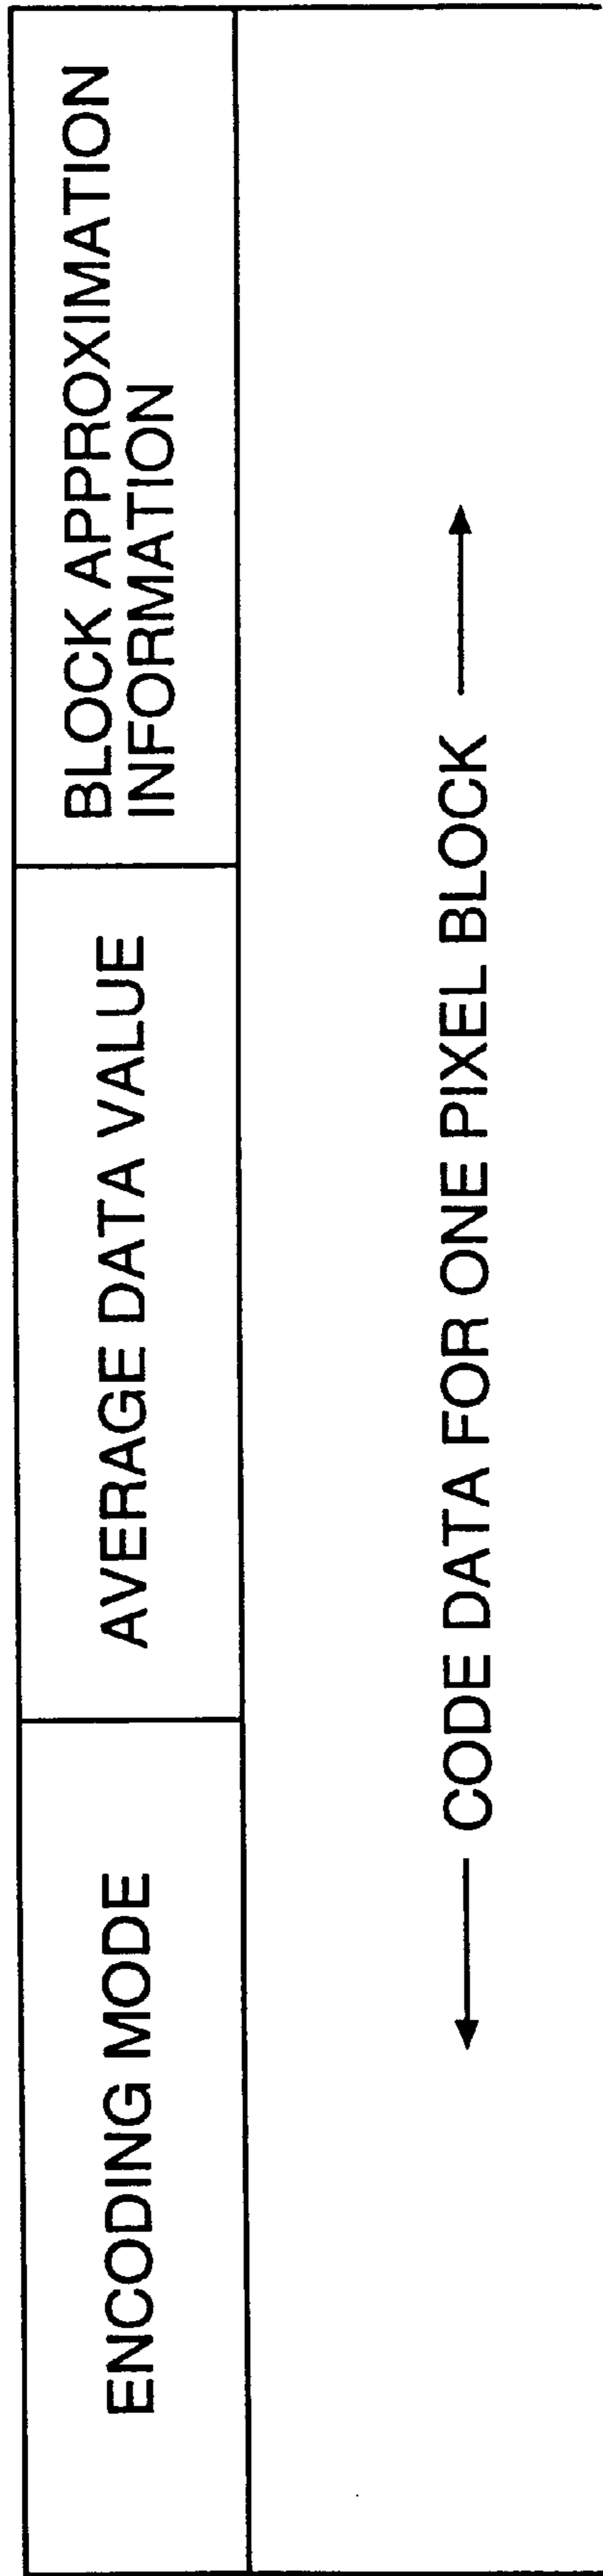 ENCODING MODE
AVERAGE DATA VALUE
BLOCK APPROXIMATION
INFORMATION
CODE DATA FOR ONE PIXEL BLOCK